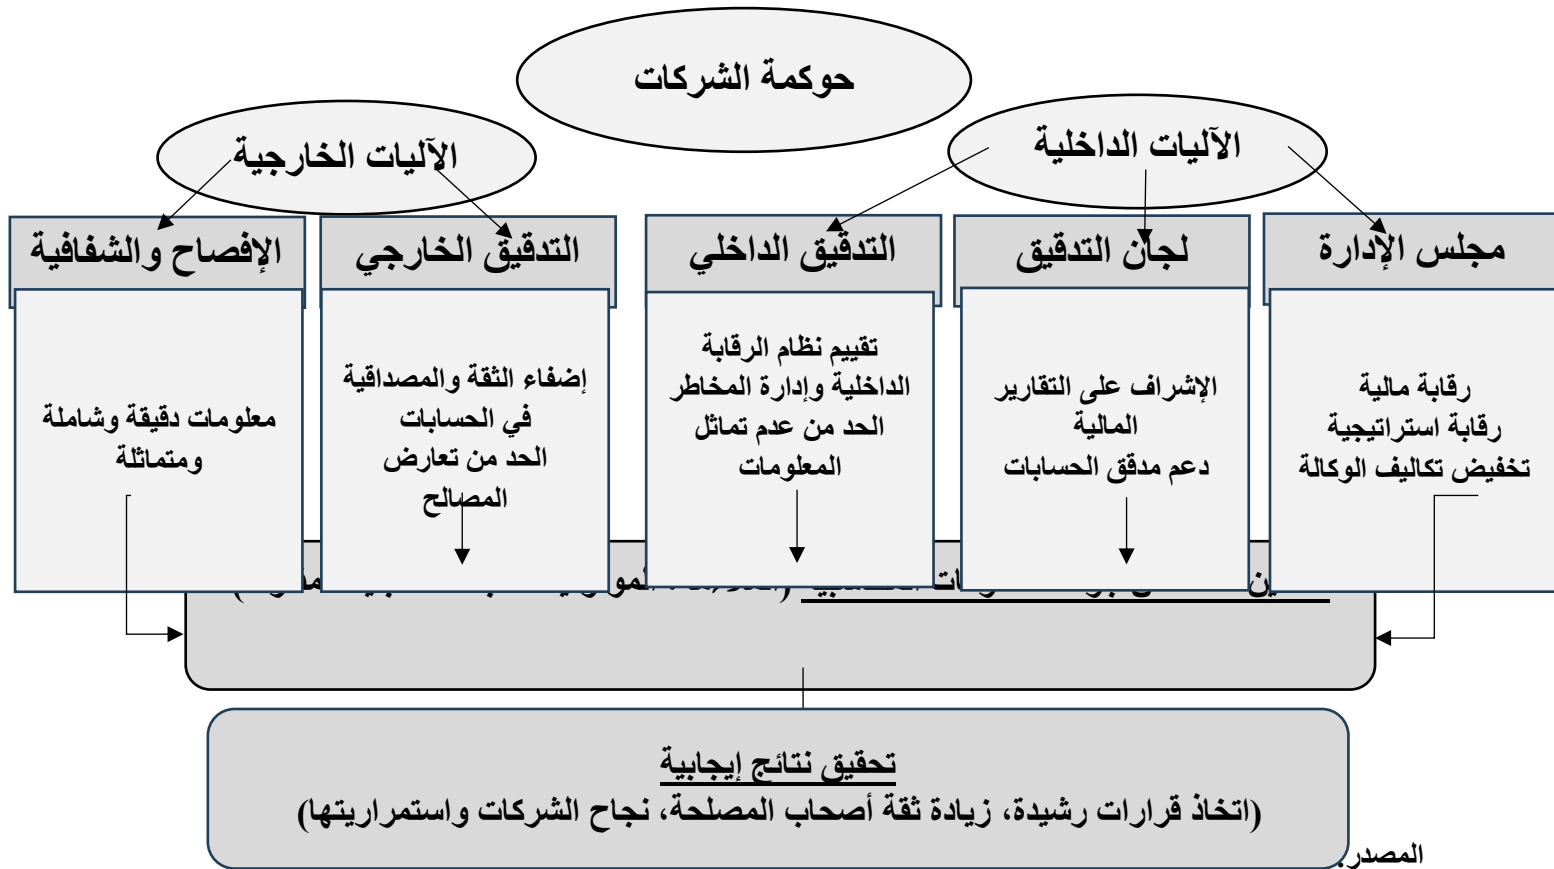 حوكمة الشركات
الآليات الداخلية
الآليات الخارجية
مجلس الإدارة
لجان التدقيق
التدقيق الداخلي
التدقيق الخارجي
الإفصاح والشفافية
رقابة مالية
رقابة استراتيجية
تخفيض تكاليف الوكالة
الإشراف على التقارير
المالية
دعم مدقق الحسابات
تقييم نظام الرقابة
الداخلية وإدارة المخاطر
الحد من عدم تماثل
المعلومات
إضفاء الثقة والمصداقية
في الحسابات
الحد من تعارض
المصالح
معلومات دقيقة وشاملة
ومتماثلة
تحقيق نتائج إيجابية
(اتخاذ قرارات رشيدة، زيادة ثقة أصحاب المصلحة، نجاح الشركات واستمراريتها)
المصدر: